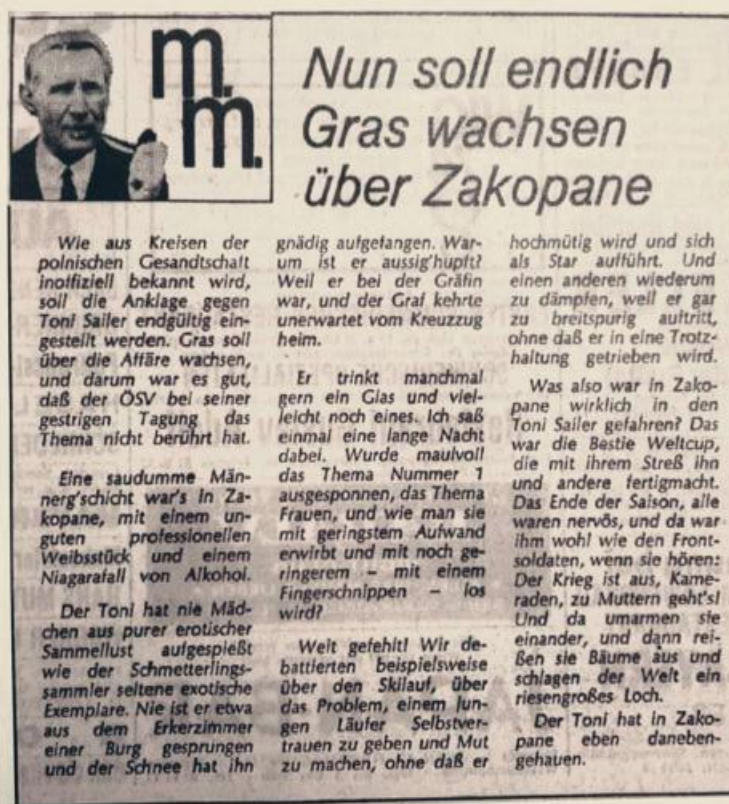 m.
m.
Nun soll endlich
Gras wachsen
über Zakopane
Wie aus Kreisen der
polnischen Gesandtschaft
inoffiziell bekannt wird,
soll die Anklage gegen
Toni Sailer endgültig ein-
gestellt werden. Gras soll
über die Affäre wachsen,
und darum war es gut,
daß der ÖSV bei seiner
gestrigen Tagung das
Thema nicht berührt hat.
Eine saudumme Män-
nerg'schicht war's in Za-
kopane, mit einem un-
guten professionellen
Weibsstück und einem
Niagarafall von Alkohol.
Der Toni hat nie Mäd-
chen aus purer erotischer
Sammellust aufgespießt
wie der Schmetterlings-
sammler seltene exotische
Exemplare. Nie ist er etwa
aus dem Erkerzimmer
einer Burg gesprungen
und der Schnee hat ihn
gnädig aufgefangen. War-
um ist er aussig'hupft?
Weil er bei der Gräfin
war, und der Graf kehrte
unerwartet vom Kreuzzug
heim.
Er trinkt manchmal
gern ein Glas und viel-
leicht noch eines. Ich saß
einmal eine lange Nacht
dabei. Wurde maulvoll
das Thema Nummer 1
ausgesponnen, das Thema
Frauen, und wie man sie
mit geringstem Aufwand
erwirbt und mit noch ge-
ringerem – mit einem
Fingerschnippen – los
wird?
Weit gefehlt! Wir de-
battierten beispielsweise
über den Skilauf, über
das Problem, einem jun-
gen Läufer Selbstver-
trauen zu geben und Mut
zu machen, ohne daß er
hochmütig wird und sich
als Star aufführt. Und
einen anderen wiederum
zu dämpfen, weil er gar
zu breitspurig auftritt,
ohne daß er in eine Trotz-
haltung getrieben wird.
Was also war in Zako-
pane wirklich in den
Toni Sailer gefahren? Das
war die Bestie Weltcup,
die mit ihrem Streß ihn
und andere fertigmacht.
Das Ende der Saison, alle
waren nervös, und da war
ihm wohl wie den Front-
soldaten, wenn sie hören:
Der Krieg ist aus, Kame-
raden, zu Muttern geht's!
Und da umarmen sie
einander, und dann rei-
ßen sie Bäume aus und
schlagen der Welt ein
riesengroßes Loch.
Der Toni hat in Zako-
pane eben daneben-
gehauen.